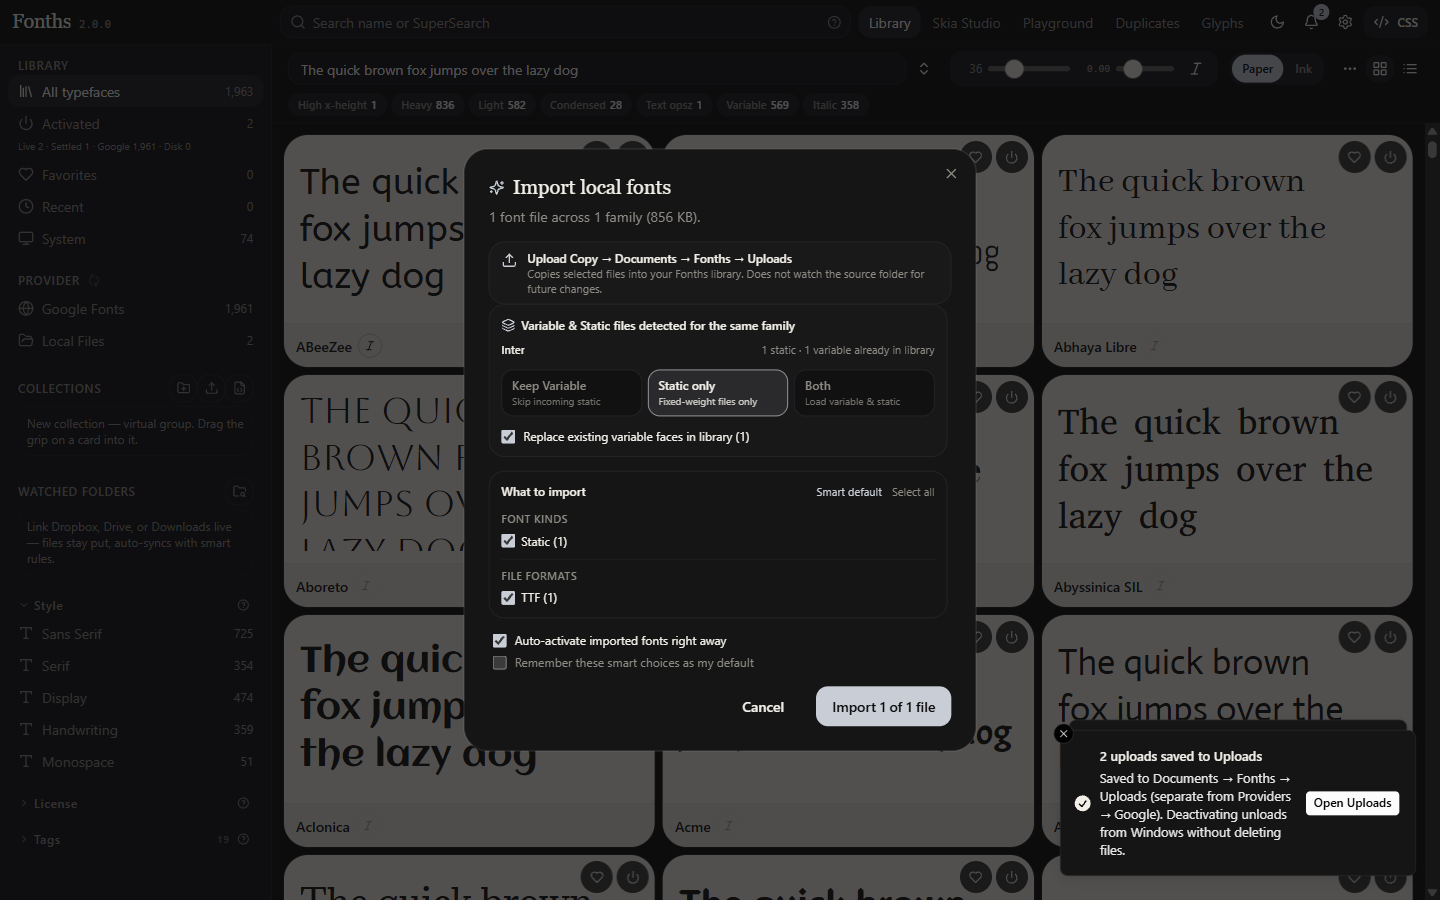 Fonths 2.0.0
Search name or SuperSearch
Library
Skia Studio
Playground
Duplicates
Glyphs
2
CSS
LIBRARY
All typefaces 1,963
Activated 2
Live 2 · Settled 1 · Google 1,961 · Disk 0
Favorites 0
Recent 0
System 74
PROVIDER
Google Fonts 1,961
Local Files 2
COLLECTIONS
New collection — virtual group. Drag the
grip on a card into it.
WATCHED FOLDERS
Link Dropbox, Drive, or Downloads live
— files stay put, auto-syncs with smart
rules.
Style
Sans Serif 725
Serif 354
Display 474
Handwriting 359
Monospace 51
License
Tags 19
The quick brown fox jumps over the lazy dog
36
0.00
Paper
Ink
High x-height 1
Heavy 836
Light 582
Condensed 28
Text opsz 1
Variable 569
Italic 358
The quick
fox jumps
lazy dog
ABeeZee
The quick brown
fox jumps over the
lazy dog
Abhaya Libre
THE QUIC
BROWN F
JUMPS OV
LAZY DOG
Aboreto
The quick brown
fox jumps over the
lazy dog
Abyssinica SIL
The quic
fox jump
the lazy dog
Aclonica
Acme
The quick brown
fox jumps over the
The quick brown
The quick brown
Import local fonts
1 font file across 1 family (856 KB).
Upload Copy → Documents → Fonths → Uploads
Copies selected files into your Fonths library. Does not watch the source folder for
future changes.
Variable & Static files detected for the same family
Inter
1 static · 1 variable already in library
Keep Variable
Skip incoming static
Static only
Fixed-weight files only
Both
Load variable & static
Replace existing variable faces in library (1)
What to import
Smart default
Select all
FONT KINDS
Static (1)
FILE FORMATS
TTF (1)
Auto-activate imported fonts right away
Remember these smart choices as my default
Cancel
Import 1 of 1 file
2 uploads saved to Uploads
Saved to Documents → Fonths →
Uploads (separate from Providers
→ Google). Deactivating unloads
from Windows without deleting
files.
Open Uploads